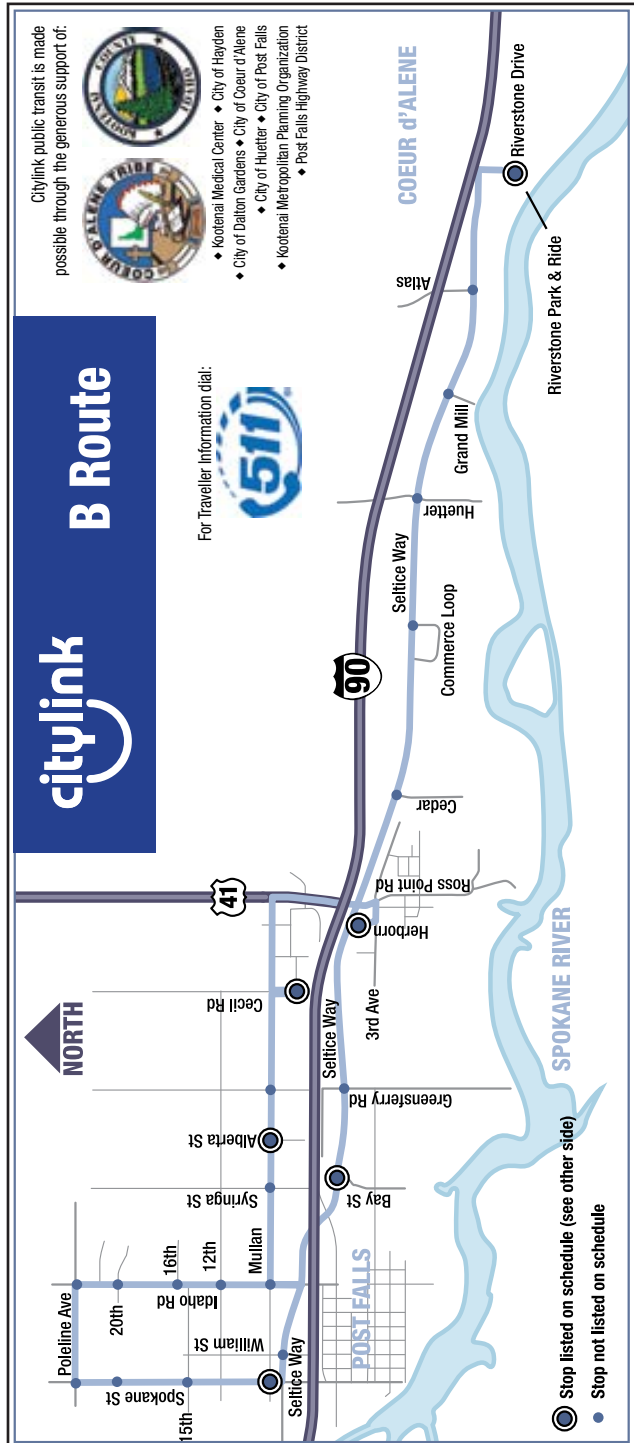 citylink
B Route
Citylink public transit is made
possible through the generous support of:
COEUR D'ALENE TRIBE
KOOTENAI COUNTY IDAHO
♦ Kootenai Medical Center ♦ City of Hayden
♦ City of Dalton Gardens ♦ City of Coeur d'Alene
♦ City of Huetter ♦ City of Post Falls
♦ Kootenai Metropolitan Planning Organization
♦ Post Falls Highway District
For Traveller Information dial:
511
®
NORTH
41
90
COEUR d'ALENE
POST FALLS
SPOKANE RIVER
Poleline Ave
20th
16th
12th
Idaho Rd
Mullan
Spokane St
15th
William St
Seltice Way
Syringa St
Alberta St
Cecil Rd
Bay St
Greensferry Rd
Seltice Way
3rd Ave
Herborn
Ross Point Rd
Cedar
Commerce Loop
Seltice Way
Huetter
Grand Mill
Atlas
Riverstone Drive
Riverstone Park & Ride
Stop listed on schedule (see other side)
Stop not listed on schedule